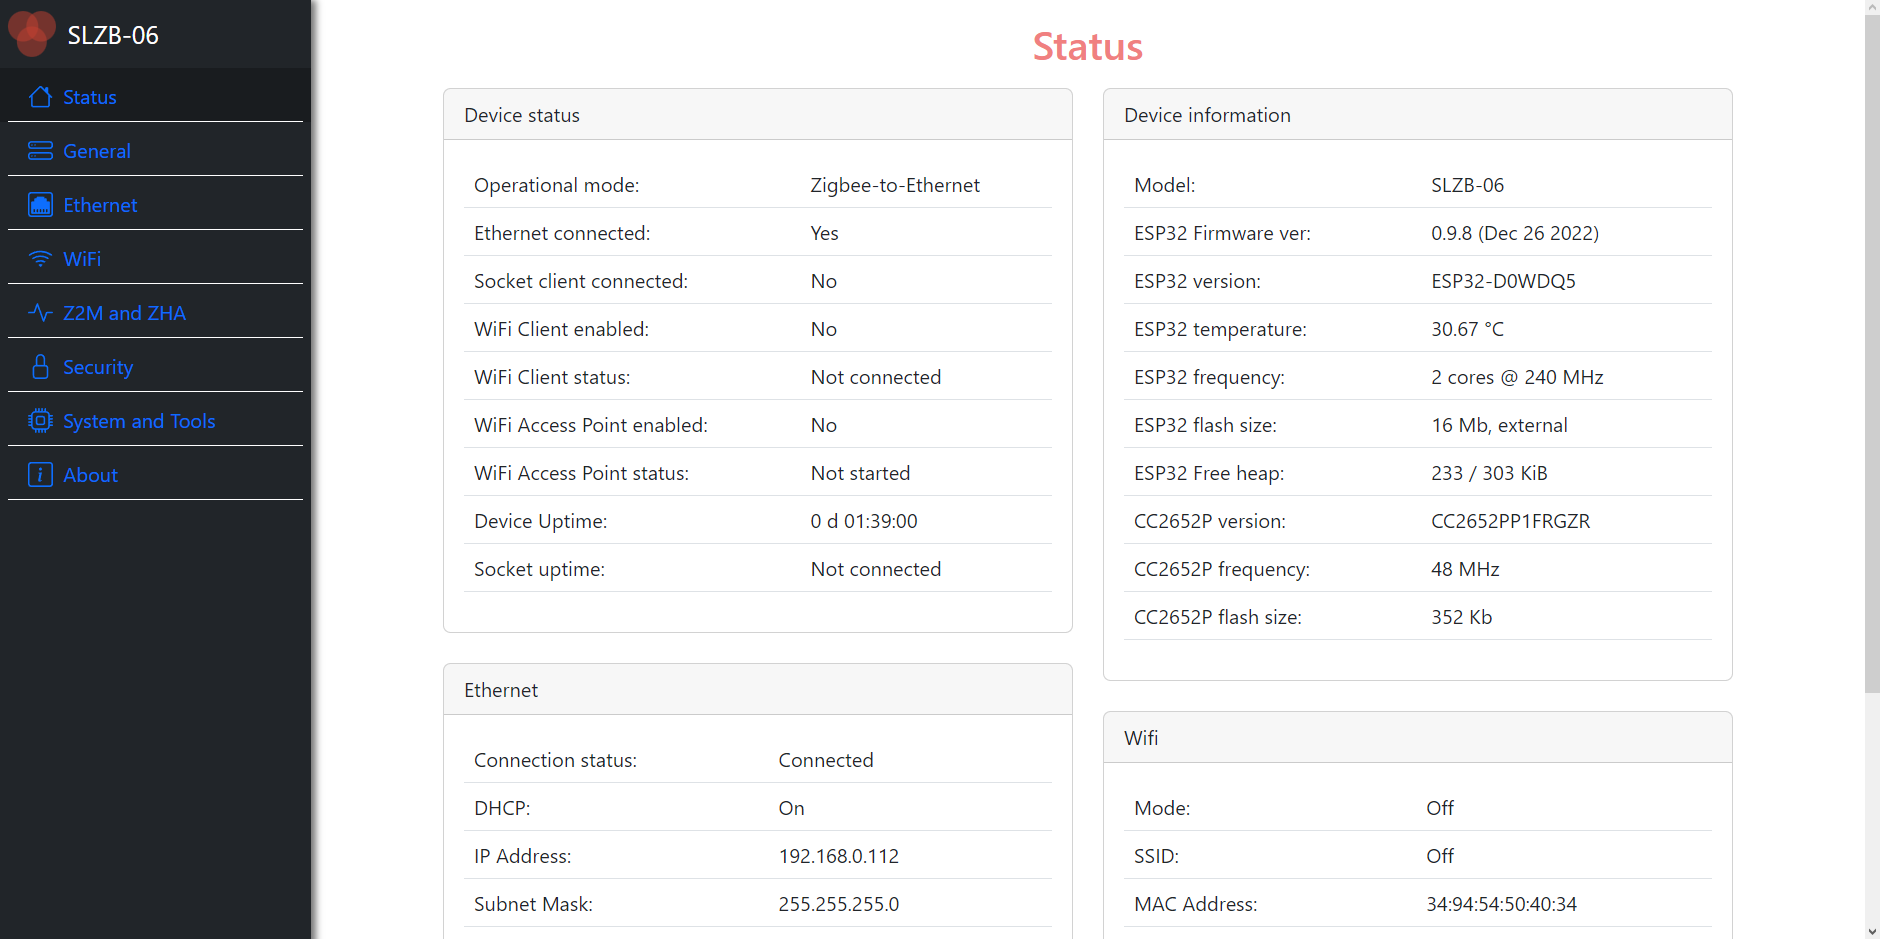 SLZB-06
Status
General
Ethernet
WiFi
Z2M and ZHA
Security
System and Tools
About
Status
Device status
Operational mode: Zigbee-to-Ethernet
Ethernet connected: Yes
Socket client connected: No
WiFi Client enabled: No
WiFi Client status: Not connected
WiFi Access Point enabled: No
WiFi Access Point status: Not started
Device Uptime: 0 d 01:39:00
Socket uptime: Not connected
Ethernet
Connection status: Connected
DHCP: On
IP Address: 192.168.0.112
Subnet Mask: 255.255.255.0
Device information
Model: SLZB-06
ESP32 Firmware ver: 0.9.8 (Dec 26 2022)
ESP32 version: ESP32-D0WDQ5
ESP32 temperature: 30.67 °C
ESP32 frequency: 2 cores @ 240 MHz
ESP32 flash size: 16 Mb, external
ESP32 Free heap: 233 / 303 KiB
CC2652P version: CC2652PP1FRGZR
CC2652P frequency: 48 MHz
CC2652P flash size: 352 Kb
Wifi
Mode: Off
SSID: Off
MAC Address: 34:94:54:50:40:34